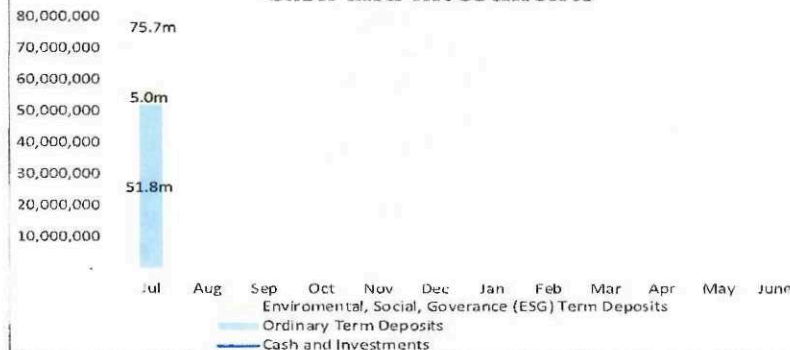 80,000,000
75.7m
70,000,000
60,000,000
5.0m
50,000,000
40,000,000
30,000,000
51.8m
20,000,000
10,000,000
-
Jul Aug Sep Oct Nov Dec Jan Feb Mar Apr May June
Enviromental, Social, Goverance (ESG) Term Deposits
Ordinary Term Deposits
Cash and Investments